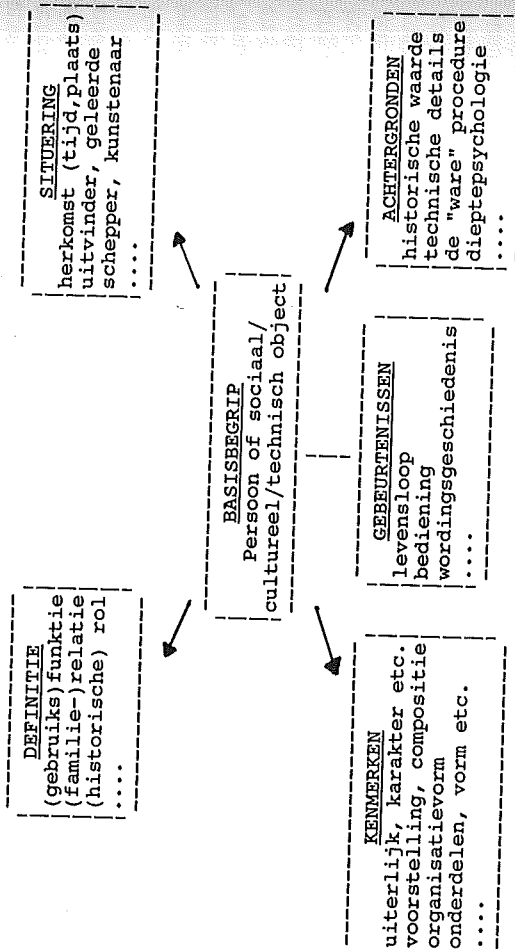 DEFINITIE
(gebruiks)funktie
(familie-)relatie
(historische) rol
....
SITUERING
herkomst (tijd,plaats)
uitvinder, geleerde
schepper, kunstenaar
....
BASISBEGRIP
Persoon of sociaal/
cultureel/technisch object
KENMERKEN
uiterlijk, karakter etc.
voorstelling, compositie
organisatievorm
onderdelen, vorm etc.
....
GEBEURTENISSEN
levensloop
bediening
wordingsgeschiedenis
....
ACHTERGRONDEN
historische waarde
technische details
de "ware" procedure
dieptepsychologie
....